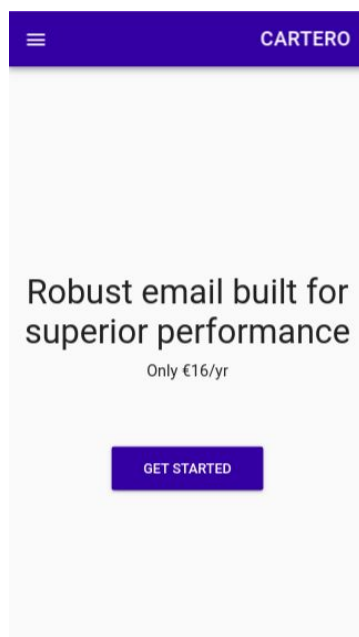 CARTERO
Robust email built for
superior performance
Only €16/yr
GET STARTED